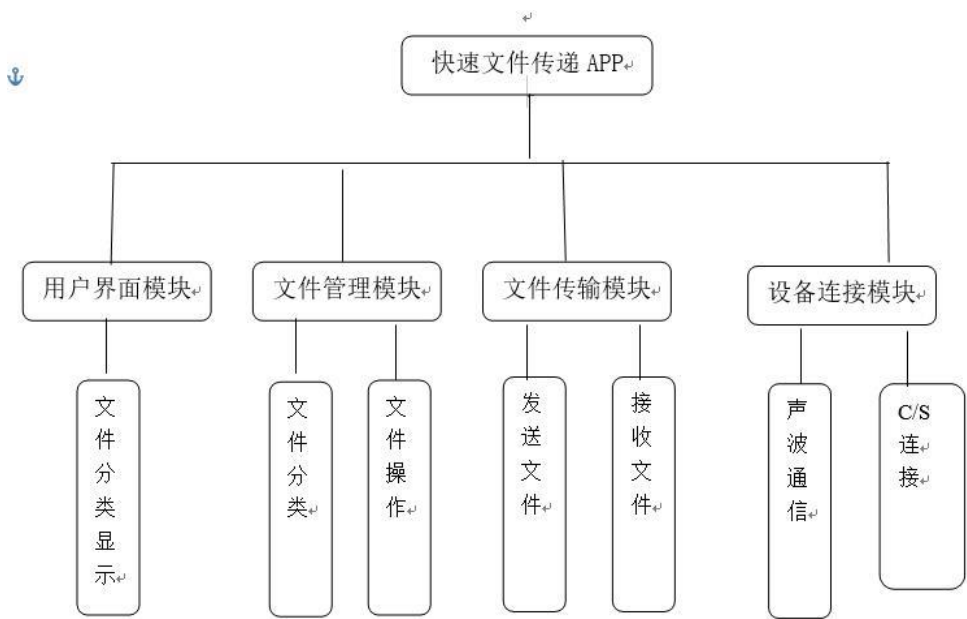 快速文件传递 APP
用户界面模块
文件管理模块
文件传输模块
设备连接模块
文件分类显示
文件分类
文件操作
发送文件
接收文件
声波通信
C/S
连
接